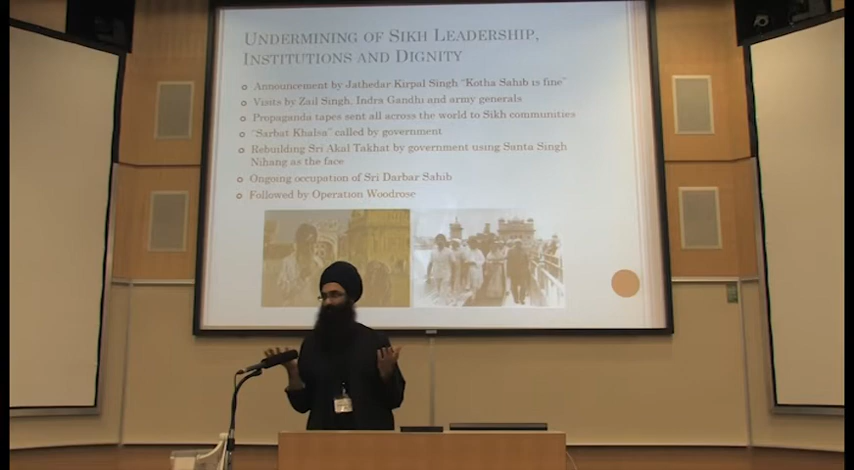 UNDERMINING OF SIKH LEADERSHIP,
INSTITUTIONS AND DIGNITY
Announcement by Jathedar Kirpal Singh "Kotha Sahib is fine"
Visits by Zail Singh, Indra Gandhi and army generals
Propaganda tapes sent all across the world to Sikh communities
"Sarbat Khalsa" called by government
Rebuilding Sri Akal Takhat by government using Santa Singh
Nihang as the face
Ongoing occupation of Sri Darbar Sahib
Followed by Operation Woodrose